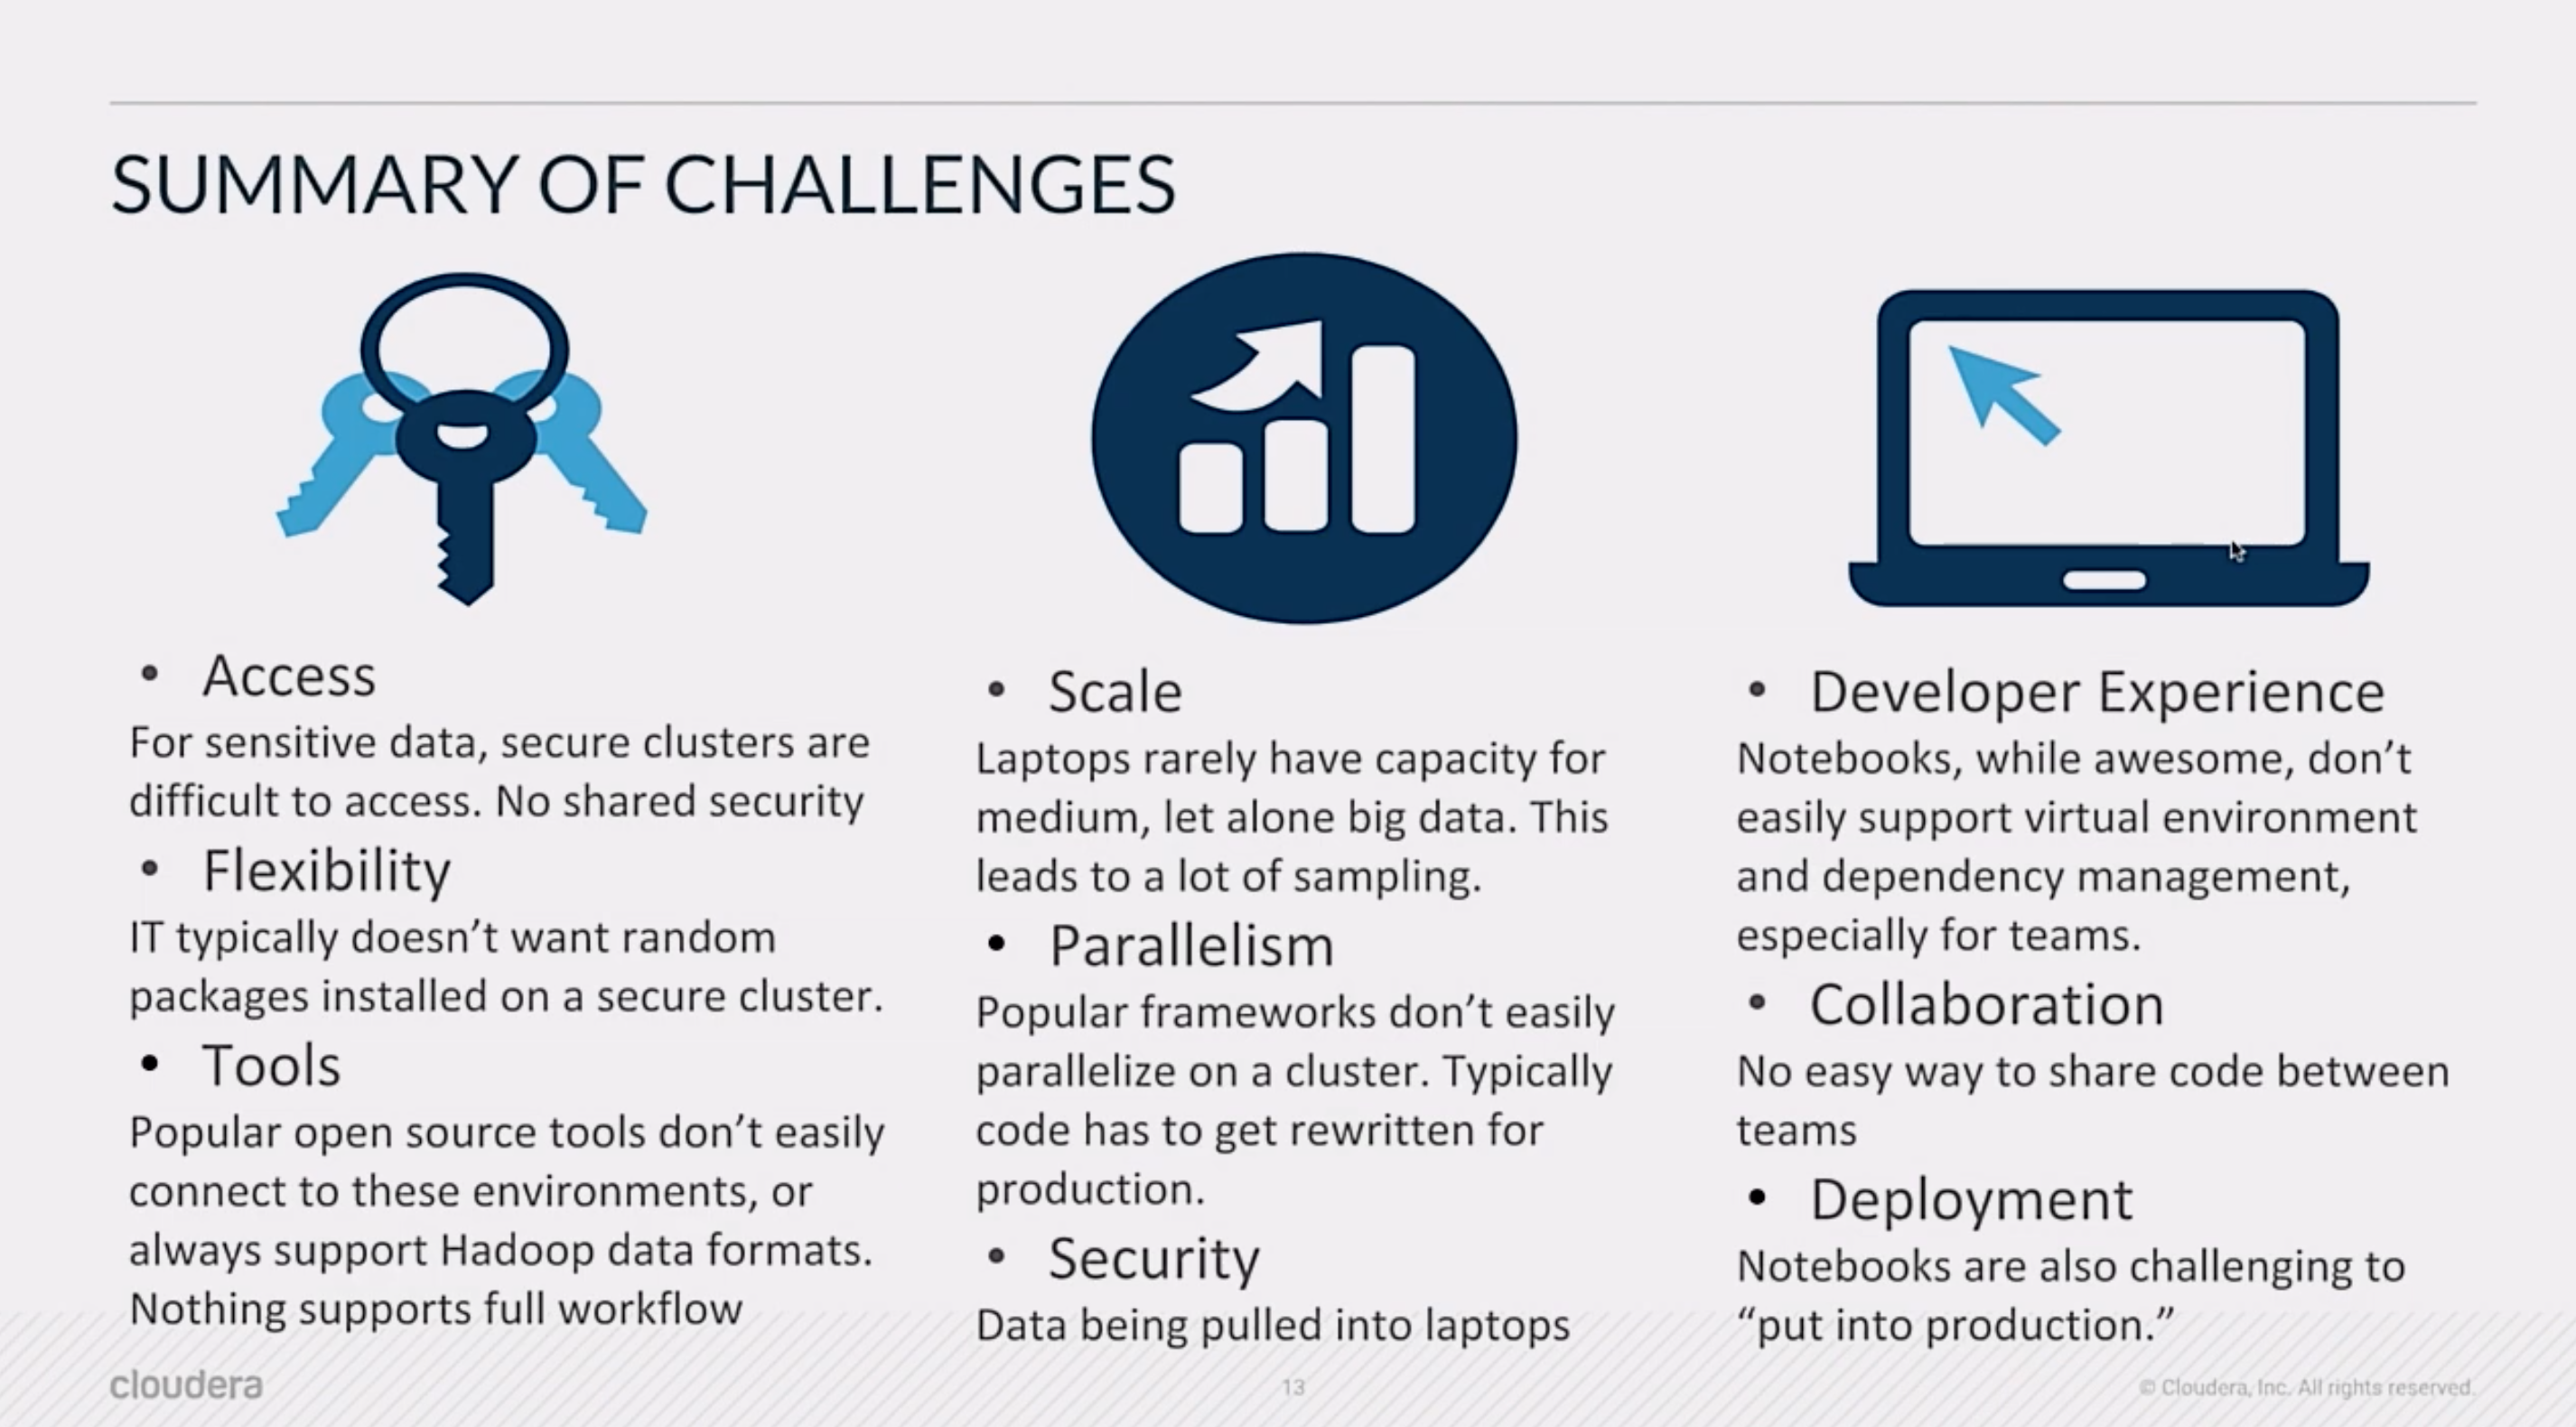 SUMMARY OF CHALLENGES
• Access
For sensitive data, secure clusters are
difficult to access. No shared security
• Flexibility
IT typically doesn’t want random
packages installed on a secure cluster.
• Tools
Popular open source tools don’t easily
connect to these environments, or
always support Hadoop data formats.
Nothing supports full workflow
• Scale
Laptops rarely have capacity for
medium, let alone big data. This
leads to a lot of sampling.
• Parallelism
Popular frameworks don’t easily
parallelize on a cluster. Typically
code has to get rewritten for
production.
• Security
Data being pulled into laptops
• Developer Experience
Notebooks, while awesome, don’t
easily support virtual environment
and dependency management,
especially for teams.
• Collaboration
No easy way to share code between
teams
• Deployment
Notebooks are also challenging to
“put into production.”
cloudera
13
© Cloudera, Inc. All rights reserved.